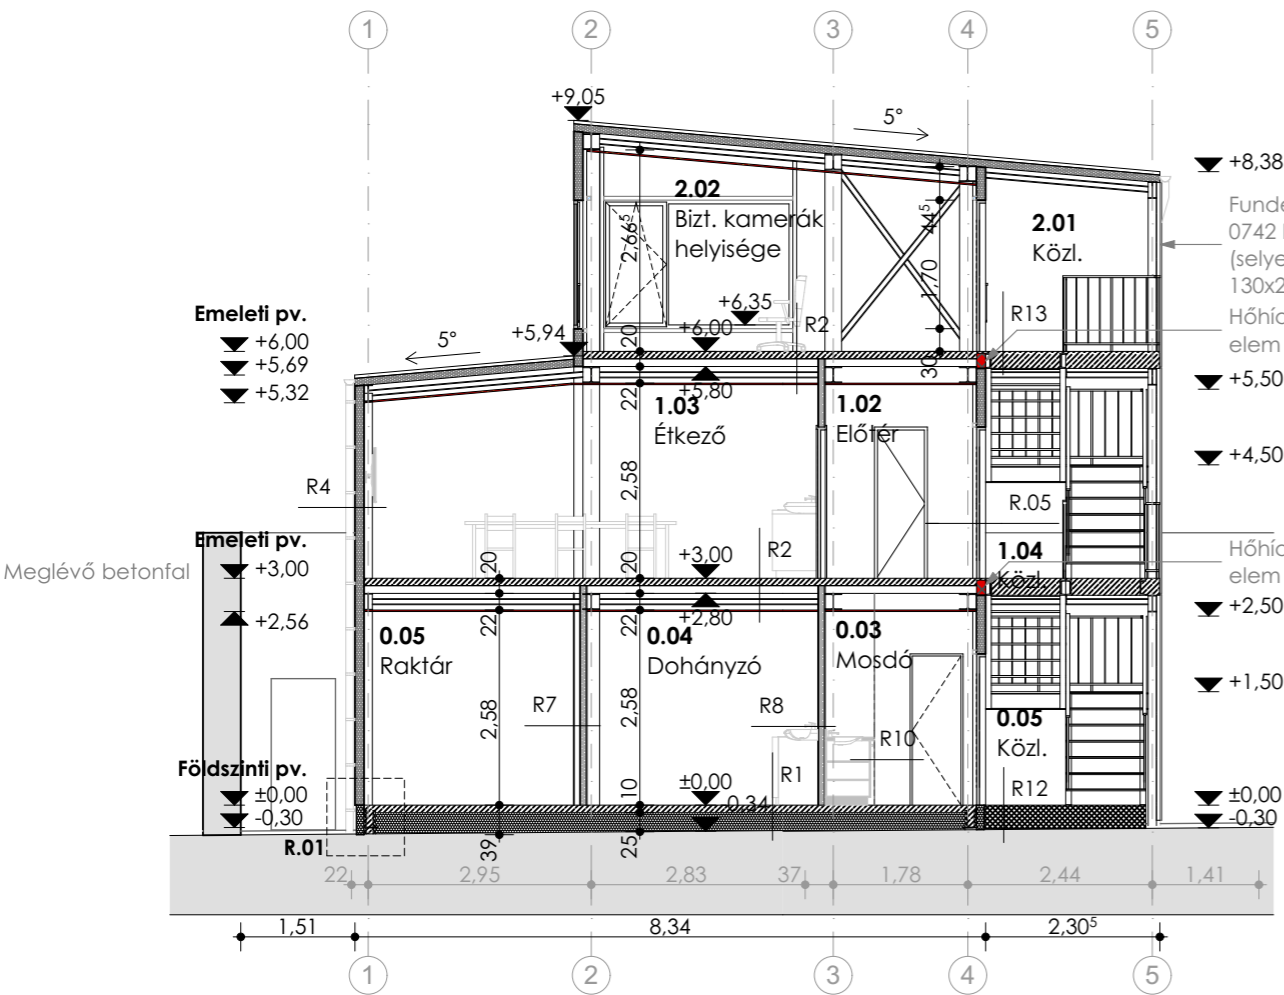 1 2 3 4 5
+9,05
5°
+8,38
2.02
Bizt. kamerák
helyisége
2,66⁵
44⁵
1,70
2.01
Közl.
Funde
0742
(selye
130x2
Hőhíd
elem
+6,35
R2
R13
Emeleti pv.
+6,00
+5,69
+5,32
5°
+5,94
20
+6,00
30
+5,50
22
+5,80
1.03
Étkező
1.02
Előtér
+4,50
2,58
R4
R.05
Emeleti pv.
Meglévő betonfal
+3,00
+2,56
20
20
+3,00
R2
1.04
Közl.
Hőhíd
elem
+2,50
22
22
+2,80
0.05
Raktár
0.04
Dohányzó
0.03
Mosdó
+1,50
2,58
R7
2,58
R8
R10
0.05
Közl.
Földszinti pv.
±0,00
-0,30
10
±0,00
-0,34
R1
R12
±0,00
-0,30
R.01
39
25
22 2,95 2,83 37 1,78 2,44 1,41
1,51 8,34 2,30⁵
1 2 3 4 5